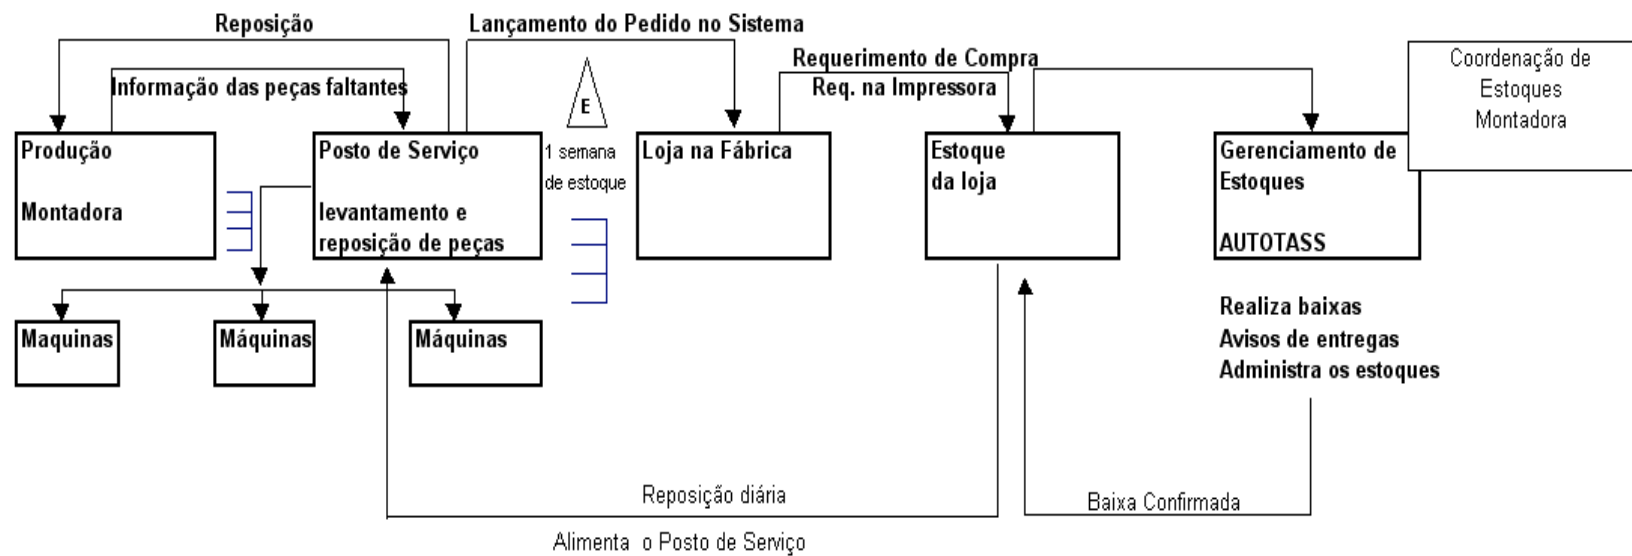 Reposição
Lançamento do Pedido no Sistema
Requerimento de Compra
Req. na Impressora
Informação das peças faltantes
E
Coordenação de
Estoques
Montadora
Produção
Montadora
Posto de Serviço
levantamento e
reposição de peças
1 semana
de estoque
Loja na Fábrica
Estoque
da loja
Gerenciamento de
Estoques
AUTOTASS
Realiza baixas
Avisos de entregas
Administra os estoques
Maquinas
Máquinas
Máquinas
Reposição diária
Alimenta o Posto de Serviço
Baixa Confirmada